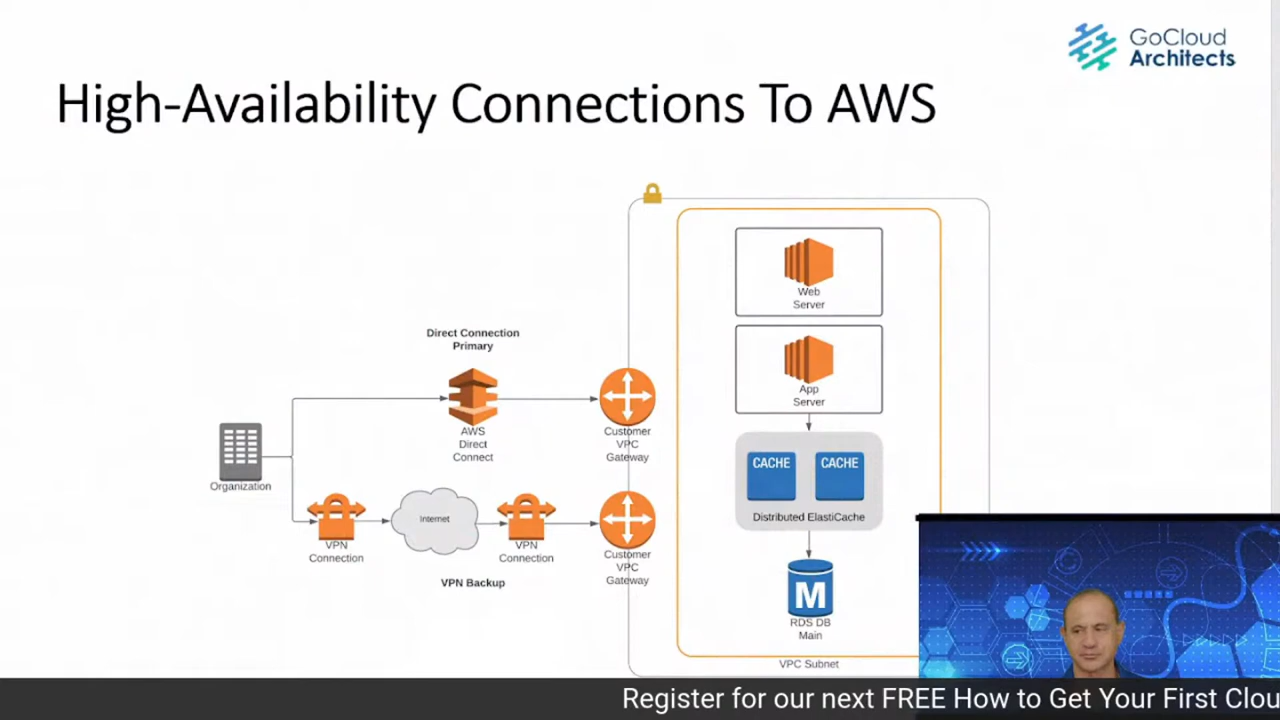 GoCloud
Architects
High-Availability Connections To AWS
Web
Server
Direct Connection
Primary
App
Server
AWS
Direct
Connect
Customer
VPC
Gateway
CACHE
CACHE
Organization
Distributed ElastiCache
VPN
Connection
Internet
VPN
Connection
Customer
VPC
Gateway
VPN Backup
M
RDS DB
Main
VPC Subnet
Register for our next FREE How to Get Your First Clou